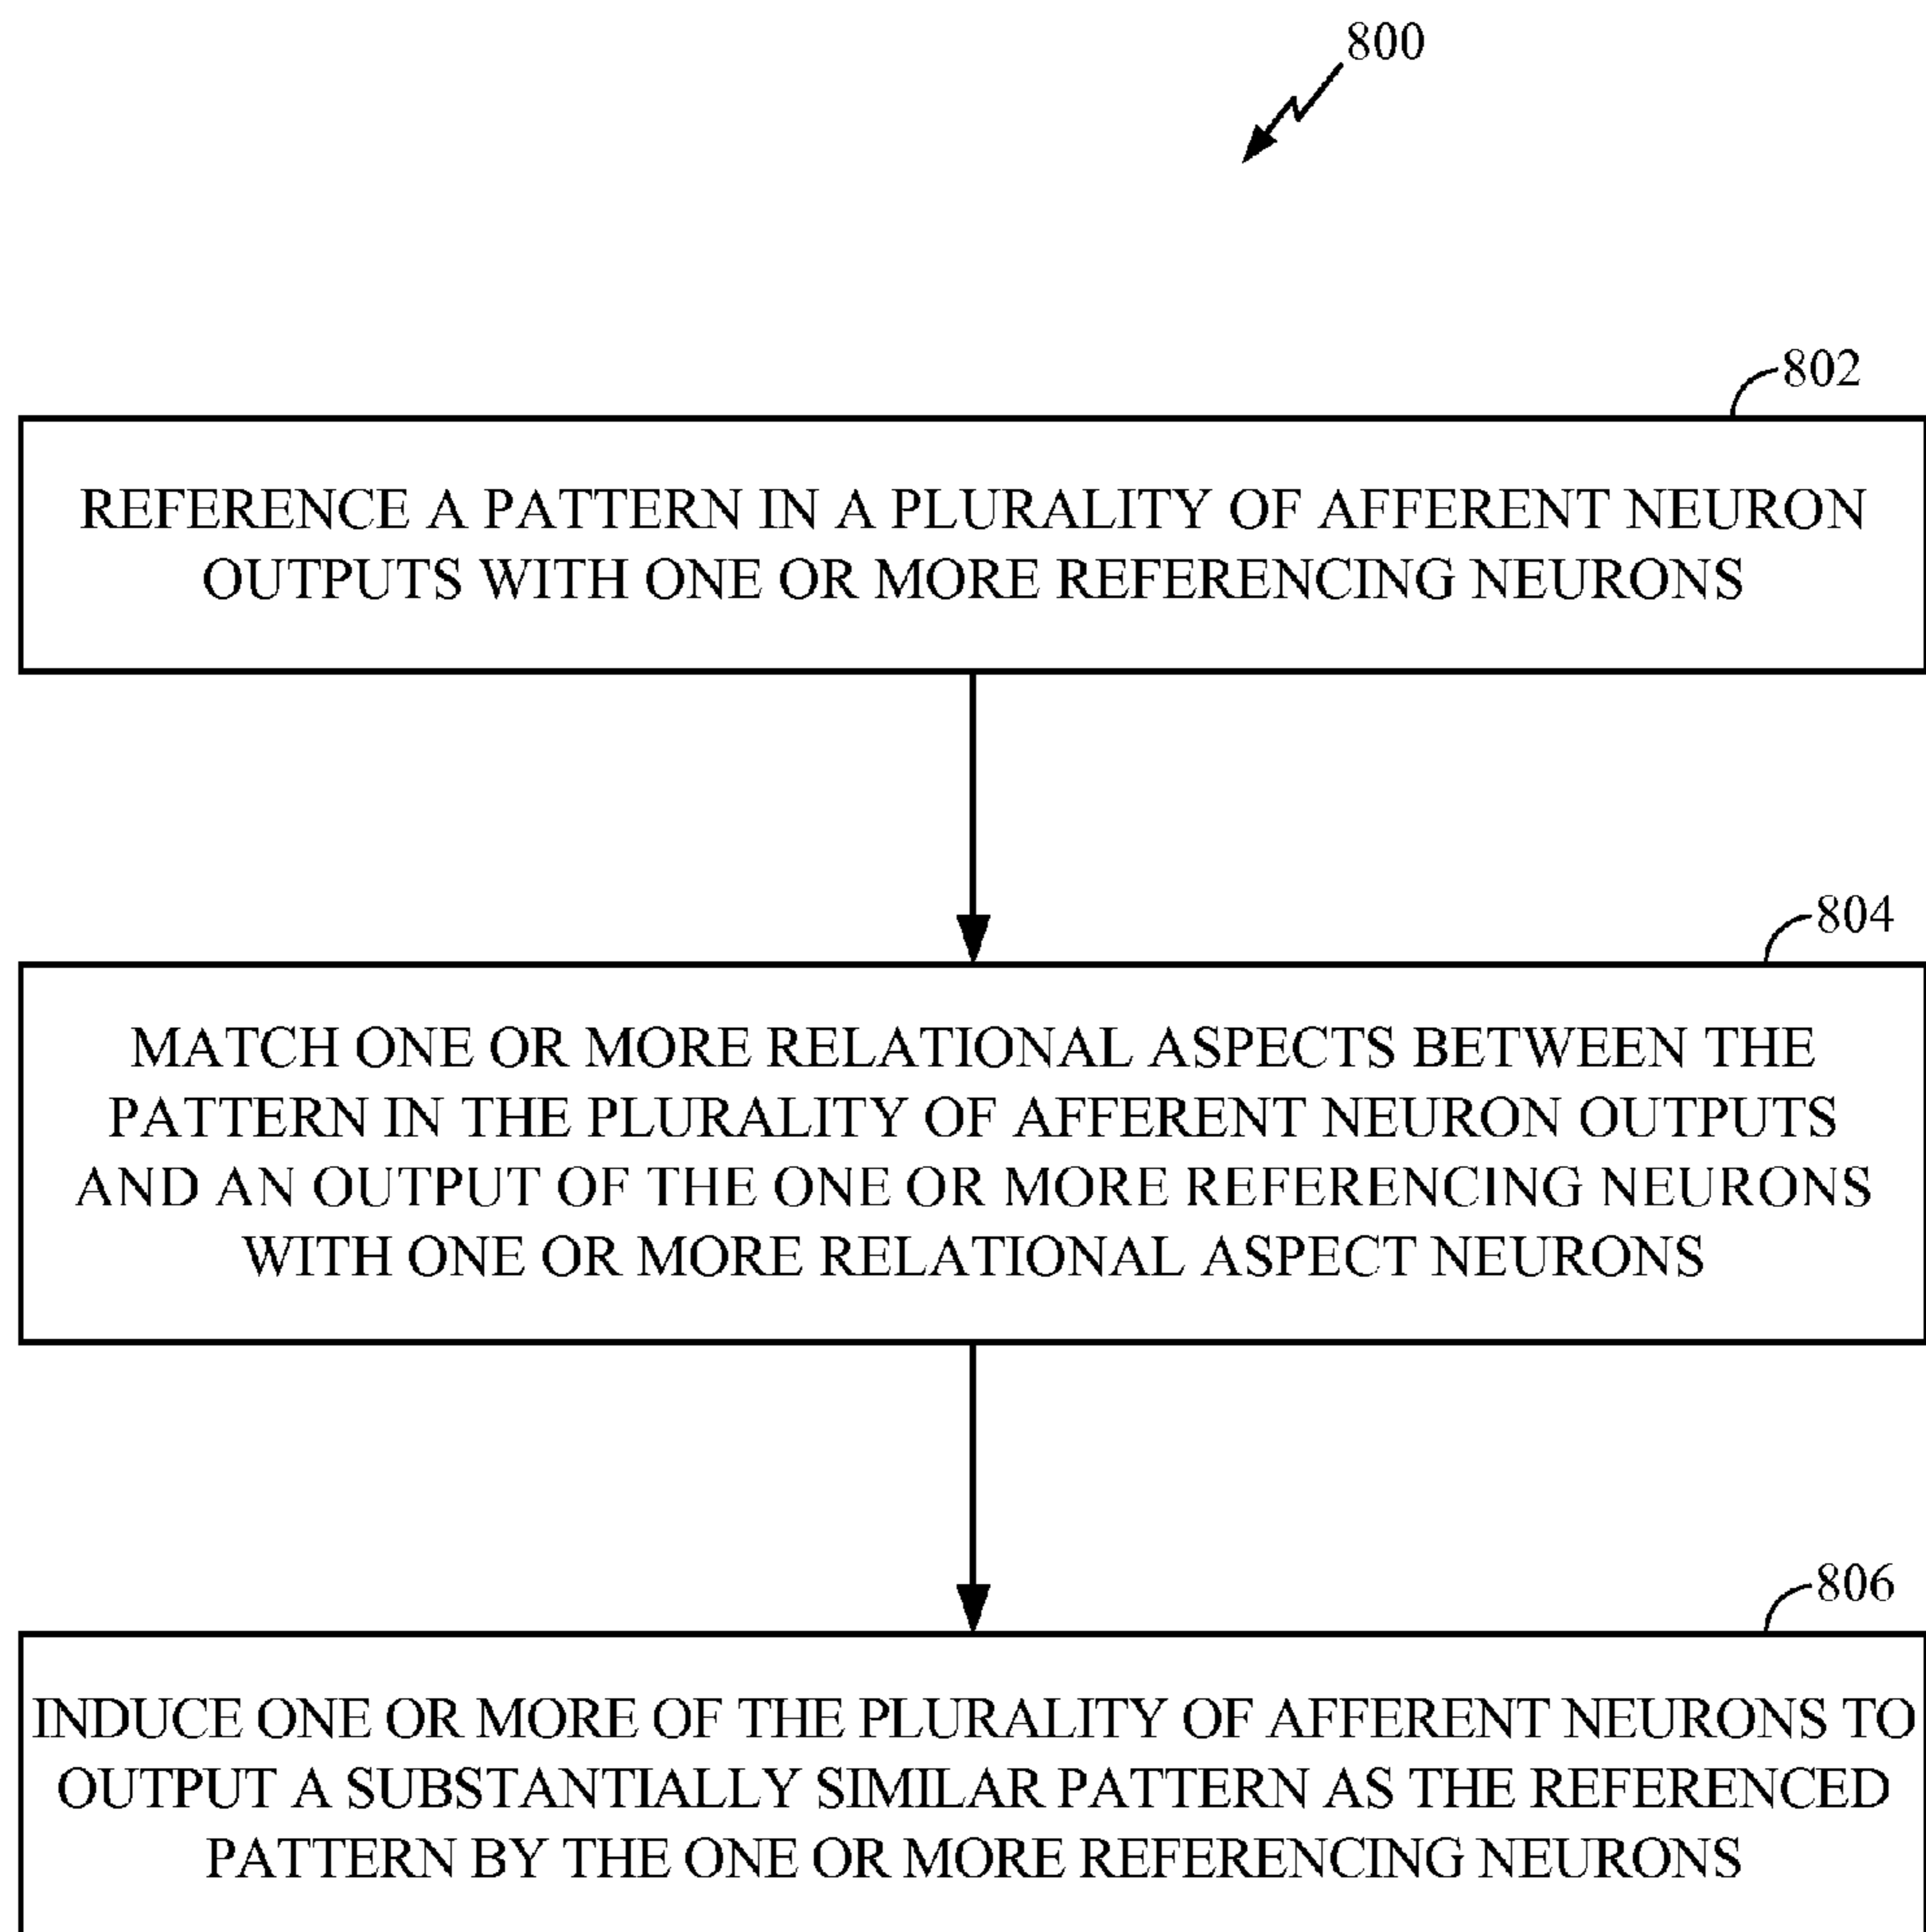 800
802
REFERENCE A PATTERN IN A PLURALITY OF AFFERENT NEURON
OUTPUTS WITH ONE OR MORE REFERENCING NEURONS
804
MATCH ONE OR MORE RELATIONAL ASPECTS BETWEEN THE
PATTERN IN THE PLURALITY OF AFFERENT NEURON OUTPUTS
AND AN OUTPUT OF THE ONE OR MORE REFERENCING NEURONS
WITH ONE OR MORE RELATIONAL ASPECT NEURONS
806
INDUCE ONE OR MORE OF THE PLURALITY OF AFFERENT NEURONS TO
OUTPUT A SUBSTANTIALLY SIMILAR PATTERN AS THE REFERENCED
PATTERN BY THE ONE OR MORE REFERENCING NEURONS